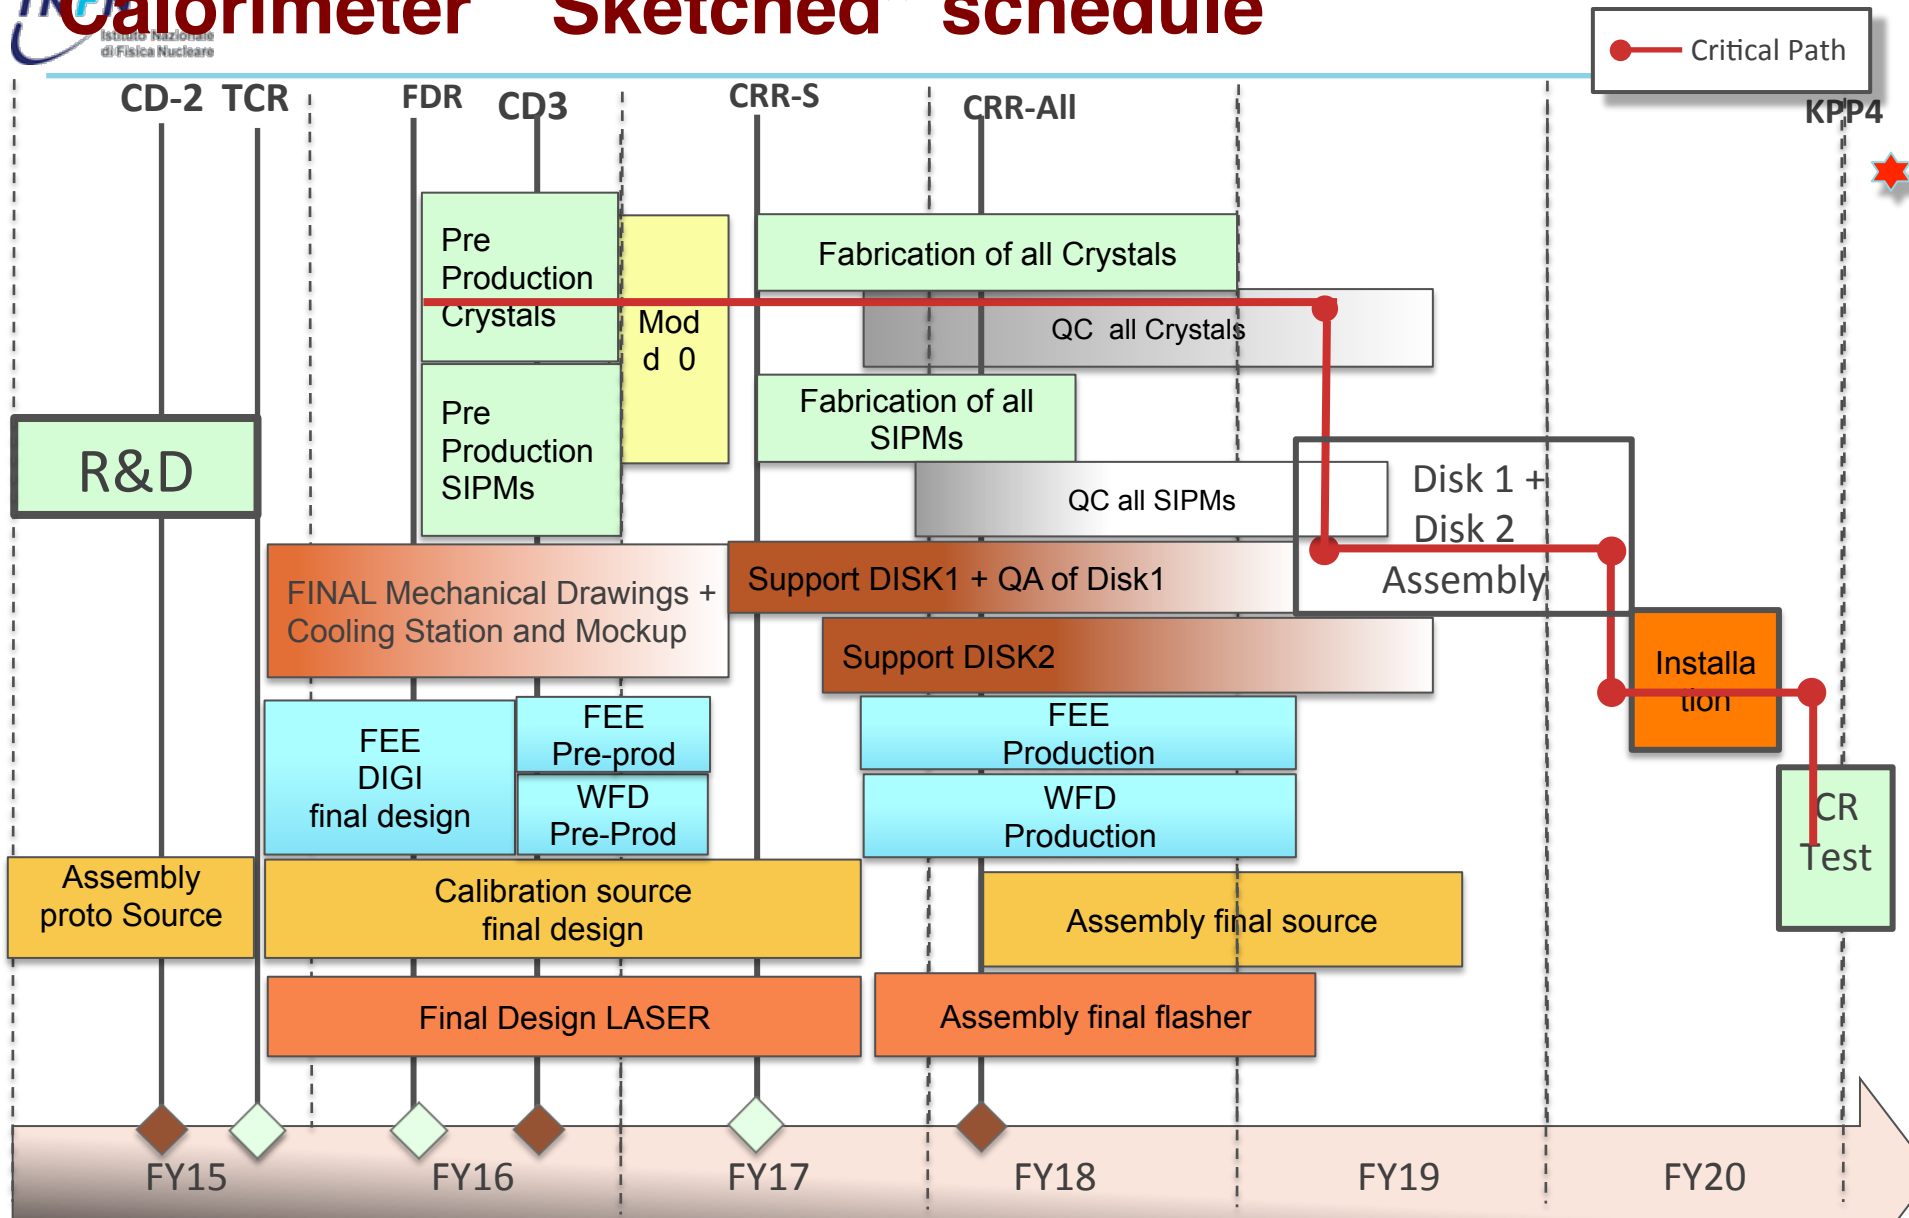 INFN
Istituto Nazionale
di Fisica Nucleare
Calorimeter "Sketched" schedule
Critical Path
CD-2
TCR
FDR
CD3
CRR-S
CRR-All
KPP4
Pre
Production
Crystals
Mod
d 0
Fabrication of all Crystals
QC all Crystals
Pre
Production
SIPMs
Fabrication of all
SIPMs
QC all SIPMs
R&D
Disk 1 +
Disk 2
Assembly
FINAL Mechanical Drawings +
Cooling Station and Mockup
Support DISK1 + QA of Disk1
Support DISK2
Installa
tion
FEE
DIGI
final design
FEE
Pre-prod
WFD
Pre-Prod
FEE
Production
WFD
Production
CR
Test
Assembly
proto Source
Calibration source
final design
Assembly final source
Final Design LASER
Assembly final flasher
FY15
FY16
FY17
FY18
FY19
FY20